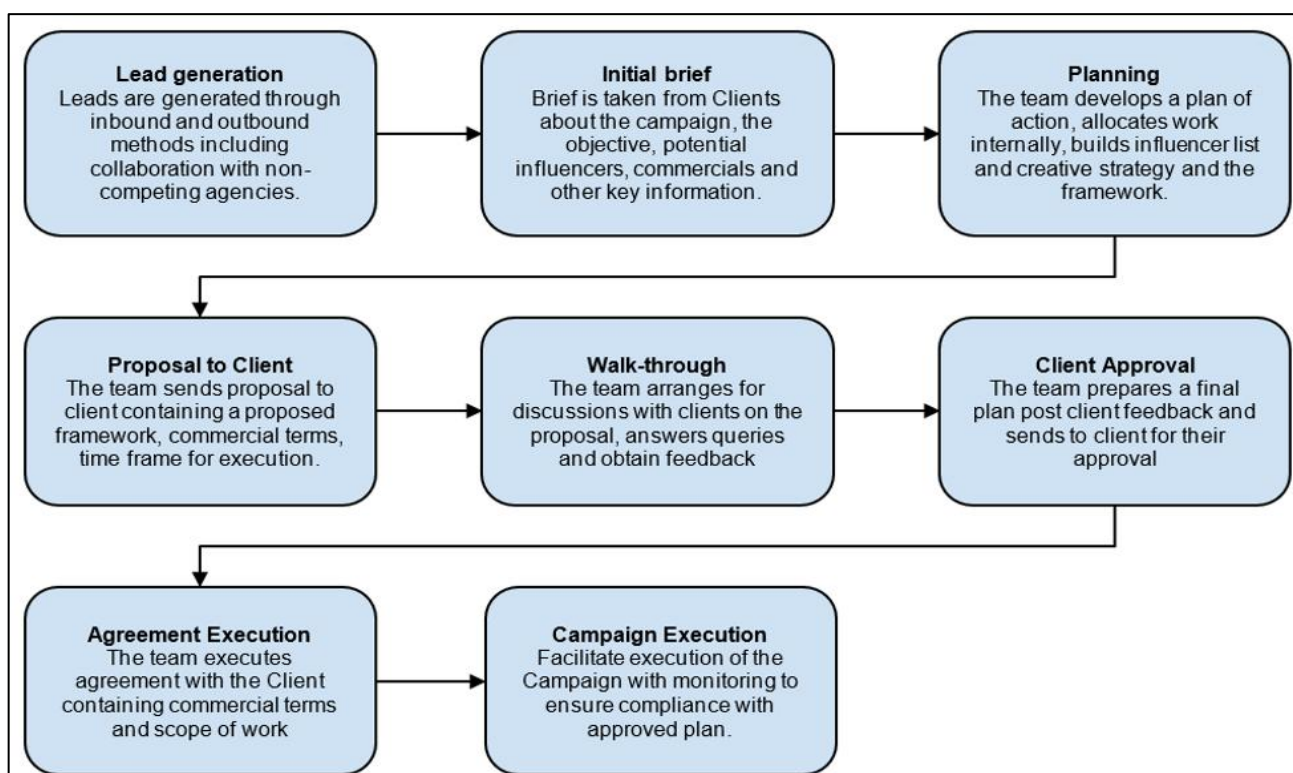 Lead generation
Leads are generated through
inbound and outbound
methods including
collaboration with non-
competing agencies.
Initial brief
Brief is taken from Clients
about the campaign, the
objective, potential
influencers, commercials and
other key information.
Planning
The team develops a plan of
action, allocates work
internally, builds influencer list
and creative strategy and the
framework.
Proposal to Client
The team sends proposal to
client containing a proposed
framework, commercial terms,
time frame for execution.
Walk-through
The team arranges for
discussions with clients on the
proposal, answers queries
and obtain feedback
Client Approval
The team prepares a final
plan post client feedback and
sends to client for their
approval
Agreement Execution
The team executes
agreement with the Client
containing commercial terms
and scope of work
Campaign Execution
Facilitate execution of the
Campaign with monitoring to
ensure compliance with
approved plan.